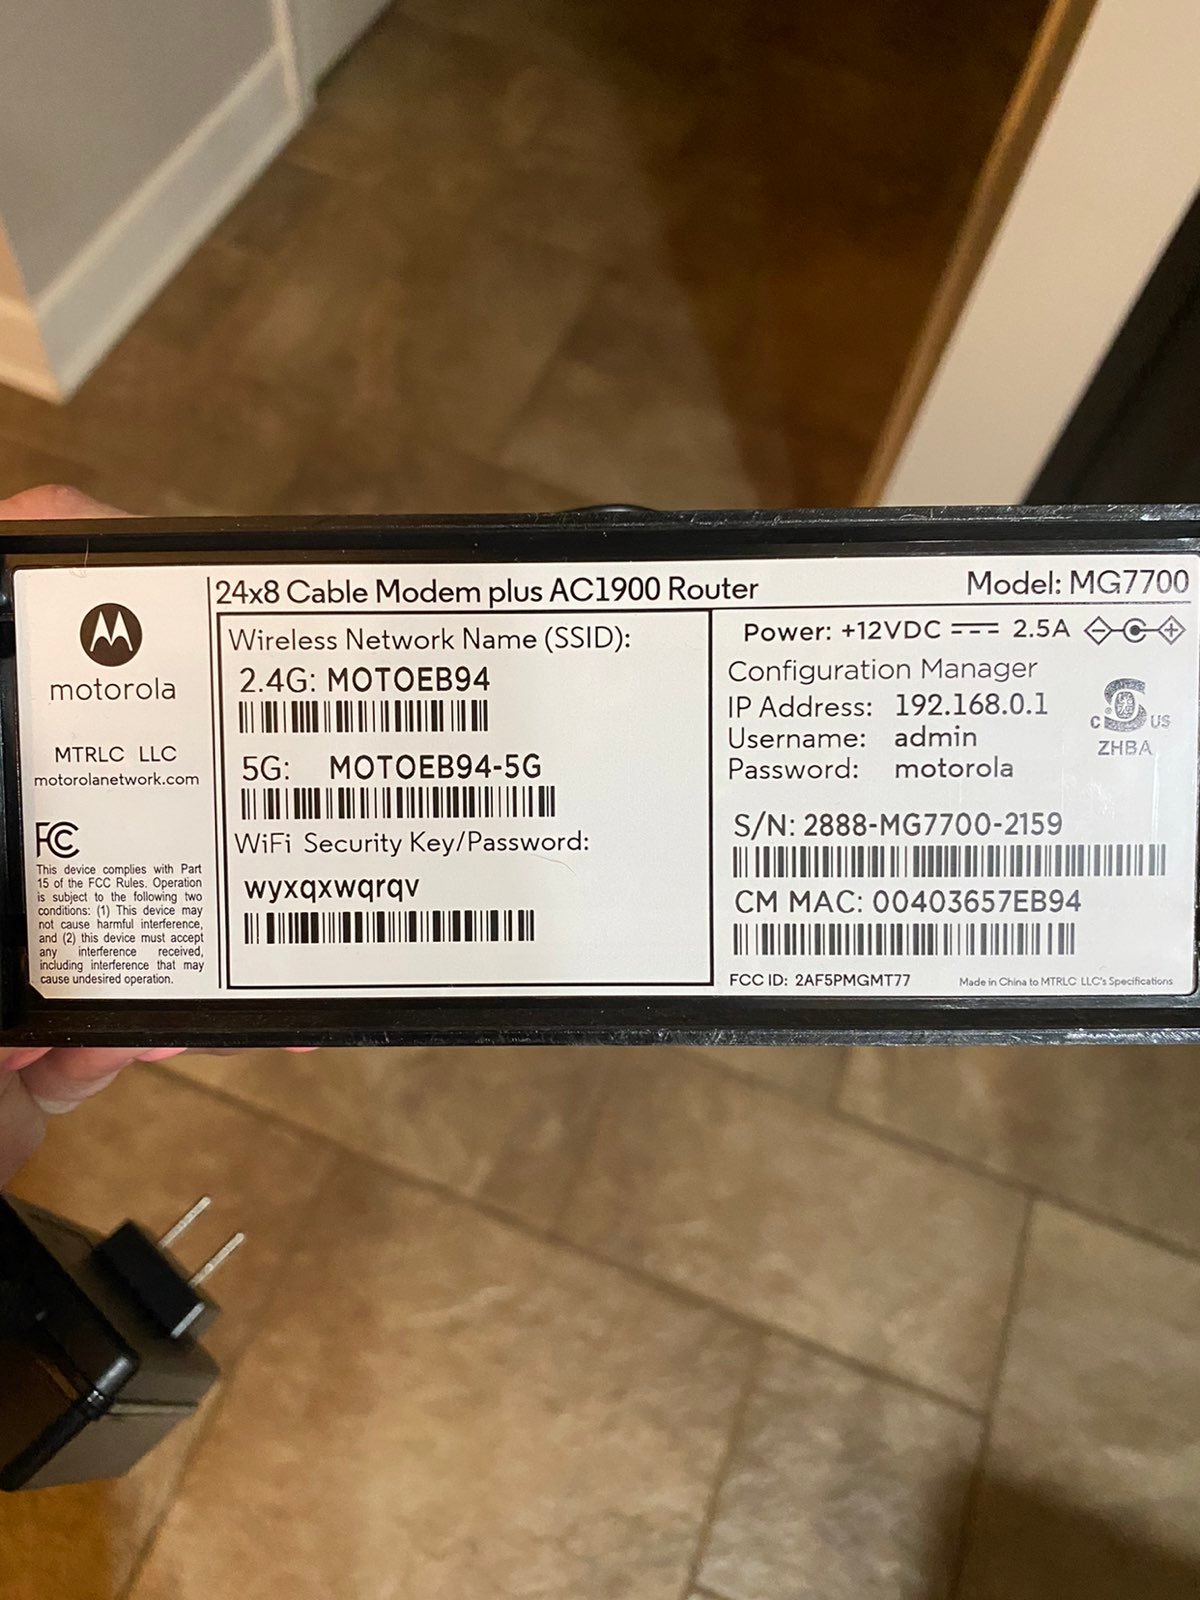 24x8 Cable Modem plus AC1900 Router
Model: MG7700
motorola
MTRLC LLC
motorolanetwork.com
FC
This device complies with Part
15 of the FCC Rules. Operation
is subject to the following two
conditions: (1) This device may
not cause harmful interference,
and (2) this device must accept
any interference received,
including interference that may
cause undesired operation.
Wireless Network Name (SSID):
2.4G: MOTOEB94
5G: MOTOEB94-5G
WiFi Security Key/Password:
wyxqxwqrqv
Power: +12VDC 2.5A
Configuration Manager
IP Address: 192.168.0.1
Username: admin
Password: motorola
C US
ZHBA
S/N: 2888-MG7700-2159
CM MAC: 00403657EB94
FCC ID: 2AF5PMGMT77
Made in China to MTRLC LLC's Specifications